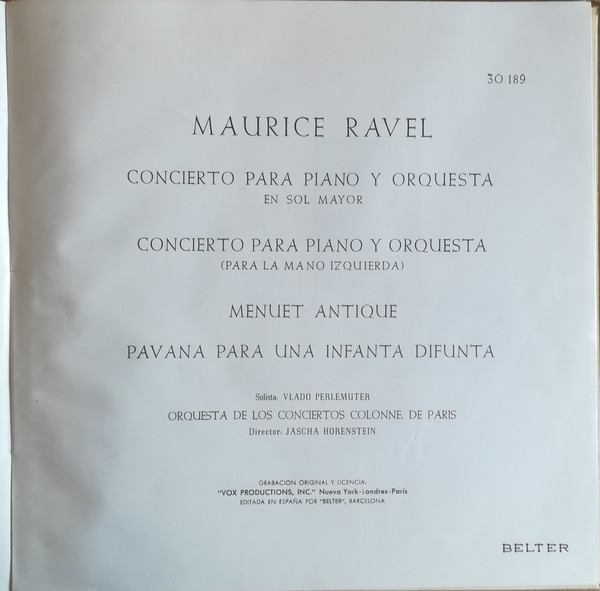 30.189
MAURICE RAVEL
CONCIERTO PARA PIANO Y ORQUESTA
EN SOL MAYOR
CONCIERTO PARA PIANO Y ORQUESTA
(PARA LA MANO IZQUIERDA)
MENUET ANTIQUE
PAVANA PARA UNA INFANTA DIFUNTA
Solista: VLADO PERLEMUTER
ORQUESTA DE LOS CONCIERTOS COLONNE, DE PARIS
Director: JASCHA HORENSTEIN
GRABACION ORIGINAL Y LICENCIA:
"VOX PRODUCTIONS, INC." Nueva York-Londres-París
EDITADA EN ESPAÑA POR "BELTER", BARCELONA
BELTER